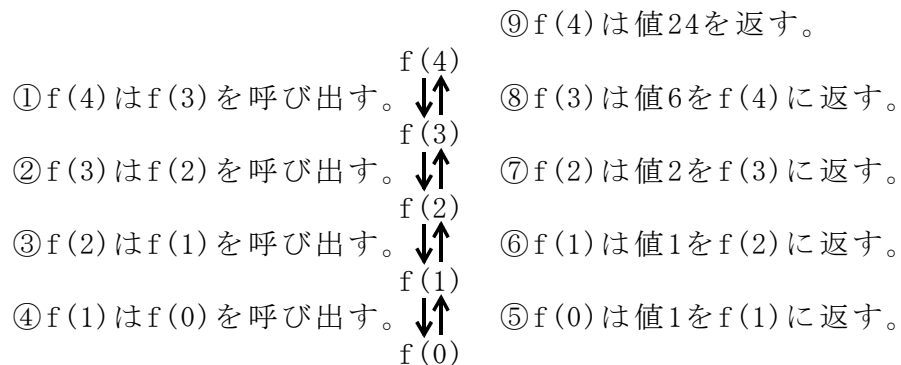 ⑨f(4)は値24を返す。
f(4)
①f(4)はf(3)を呼び出す。
⑧f(3)は値6をf(4)に返す。
f(3)
②f(3)はf(2)を呼び出す。
⑦f(2)は値2をf(3)に返す。
f(2)
③f(2)はf(1)を呼び出す。
⑥f(1)は値1をf(2)に返す。
f(1)
④f(1)はf(0)を呼び出す。
⑤f(0)は値1をf(1)に返す。
f(0)